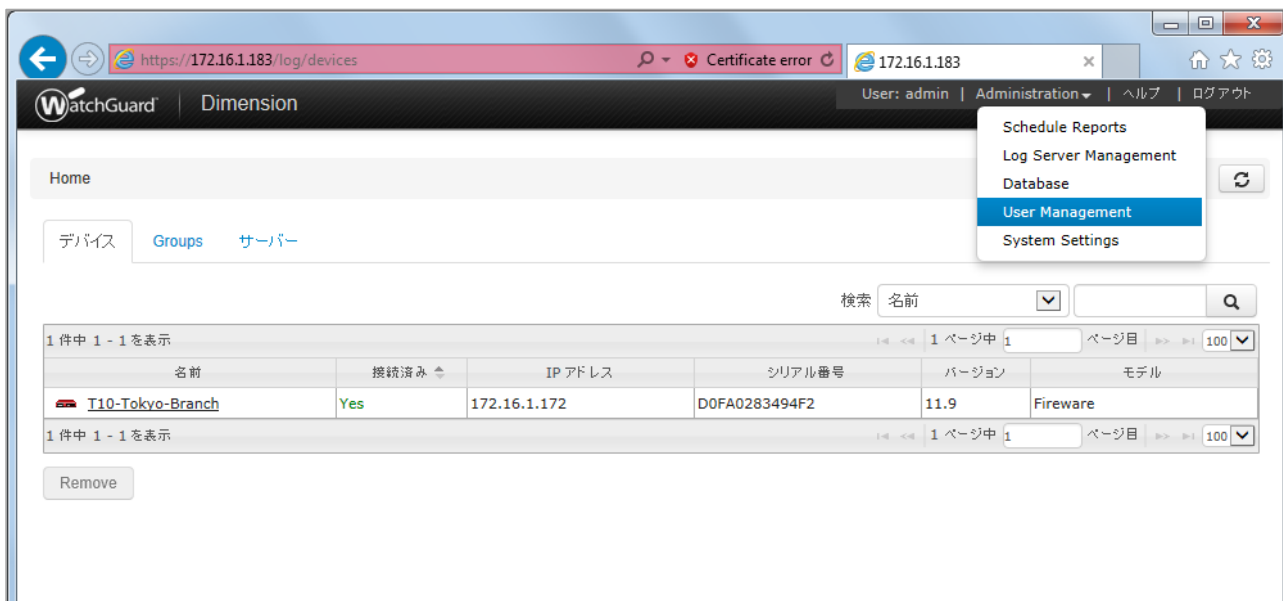 https://172.16.1.183/log/devices Certificate error 172.16.1.183
WatchGuard Dimension User: admin | Administration | ヘルプ | ログアウト
Schedule Reports
Log Server Management
Home
Database
User Management
System Settings
デバイス Groups サーバー
検索 名前
1 件中 1 - 1 を表示 1 ページ中 1 ページ目 100
名前 接続済み IP アドレス シリアル番号 バージョン モデル
T10-Tokyo-Branch Yes 172.16.1.172 D0FA0283494F2 11.9 Fireware
1 件中 1 - 1 を表示 1 ページ中 1 ページ目 100
Remove